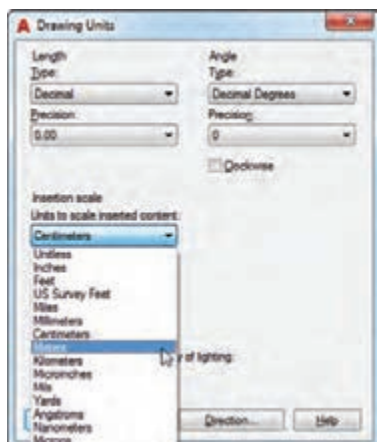 Drawing Units
Length
Type:
Decimal
Precision:
0.00
Angle
Type:
Decimal Degrees
Precision:
0
Clockwise
Insertion scale
Units to scale inserted content:
Centimeters
Unitless
Inches
Feet
US Survey Feet
Miles
Millimeters
Centimeters
Meters
Kilometers
Microinches
Mils
Yards
Angstroms
Nanometers
Microns
of lighting:
Direction...
Help